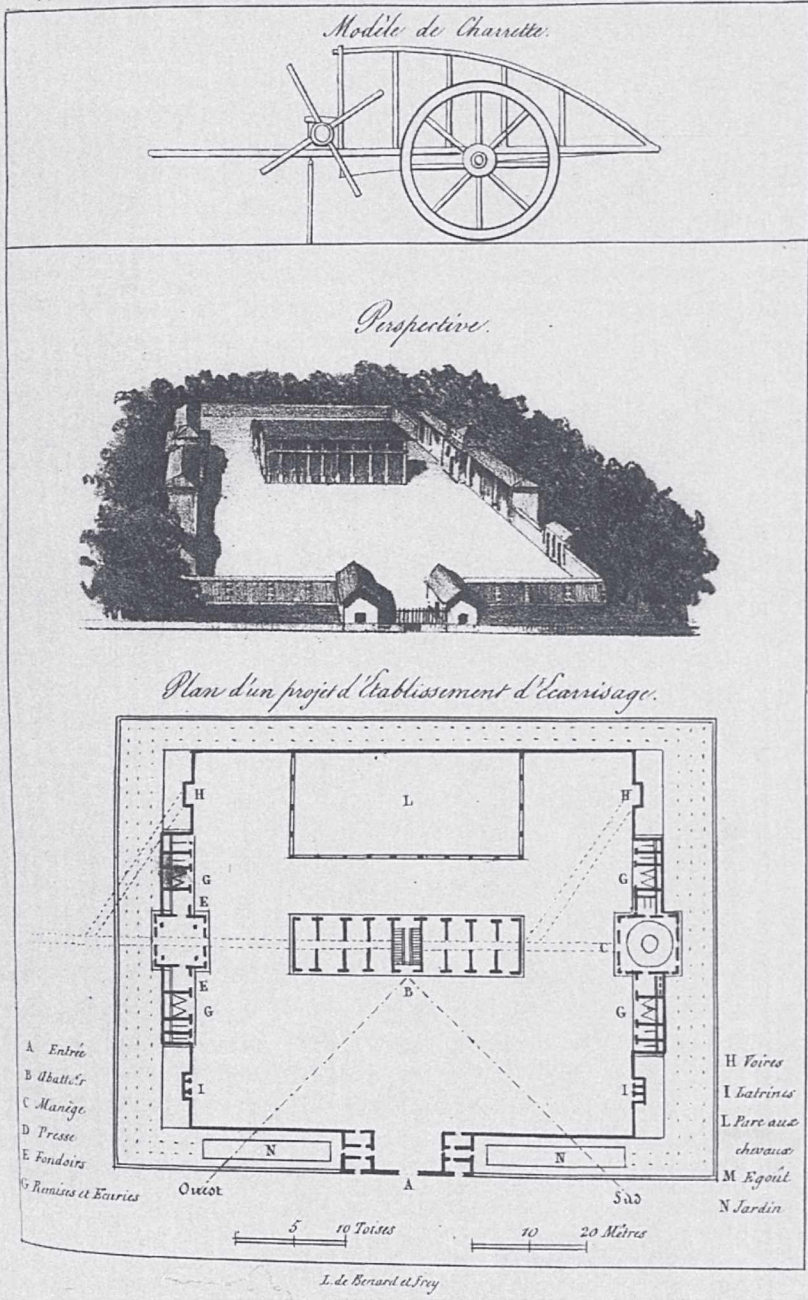 Modèle de Charrette.
Perspective.
Plan d'un projet d'Établissement d'Écarrisage.
H
L
H
G
E
G
C
E
G
B
G
I
I
N
N
A
Ouest
Sud
A Entrée
B Abattoir
C Manège
D Presse
E Fondoirs
G Remises et Ecuries
H Voires
I Latrines
L Parc aux
chevaux
M Egoût
N Jardin
5 10 Toises
10 20 Mètres
L. de Benard et Frey